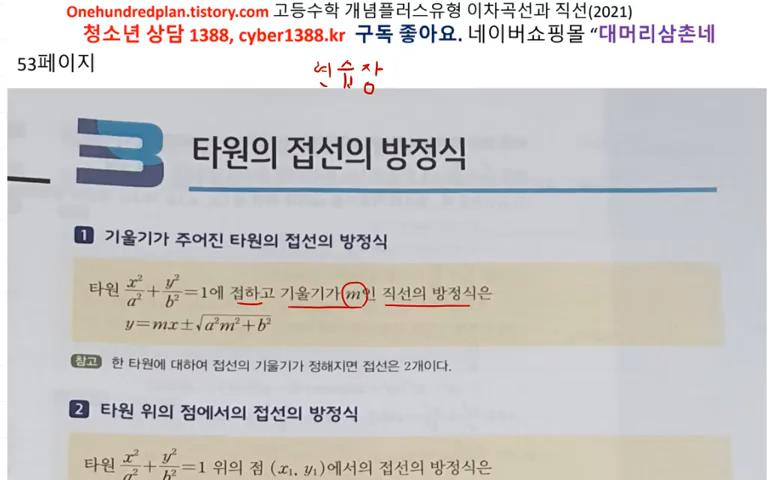 Onehundredplan.tistory.com 고등수학 개념플러스유형 이차곡선과 직선(2021)
청소년 상담 1388, cyber1388.kr 구독 좋아요. 네이버쇼핑몰 “대머리삼촌네
53페이지
연습장
3 타원의 접선의 방정식
1 기울기가 주어진 타원의 접선의 방정식
타원 x²/a²+y²/b²=1에 접하고 기울기가 m인 직선의 방정식은
y=mx±√a²m²+b²
참고 한 타원에 대하여 접선의 기울기가 정해지면 접선은 2개이다.
2 타원 위의 점에서의 접선의 방정식
타원 x²/a²+y²/b²=1 위의 점 (x₁, y₁)에서의 접선의 방정식은